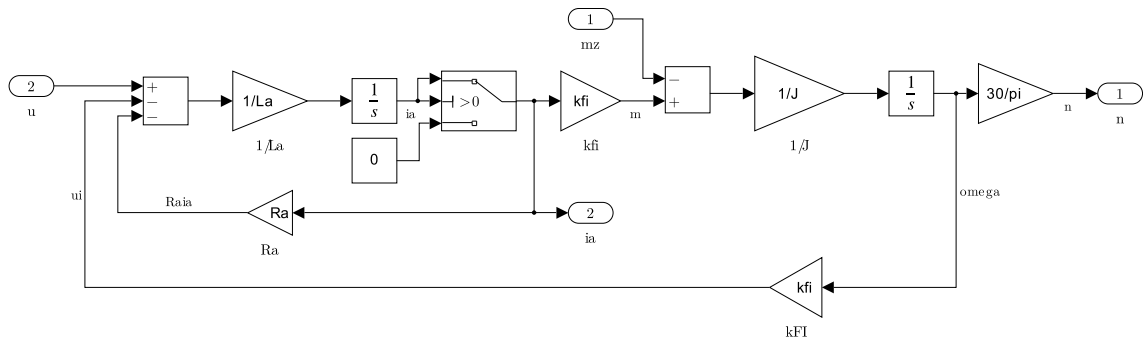 1
mz
2
u
+
−
−
1/La
1/La
1
s
ia
>0
0
kfi
kfi
m
−
+
1/J
1/J
1
s
30/pi
n
1
n
ui
Raia
Ra
Ra
2
ia
omega
kfi
kFI